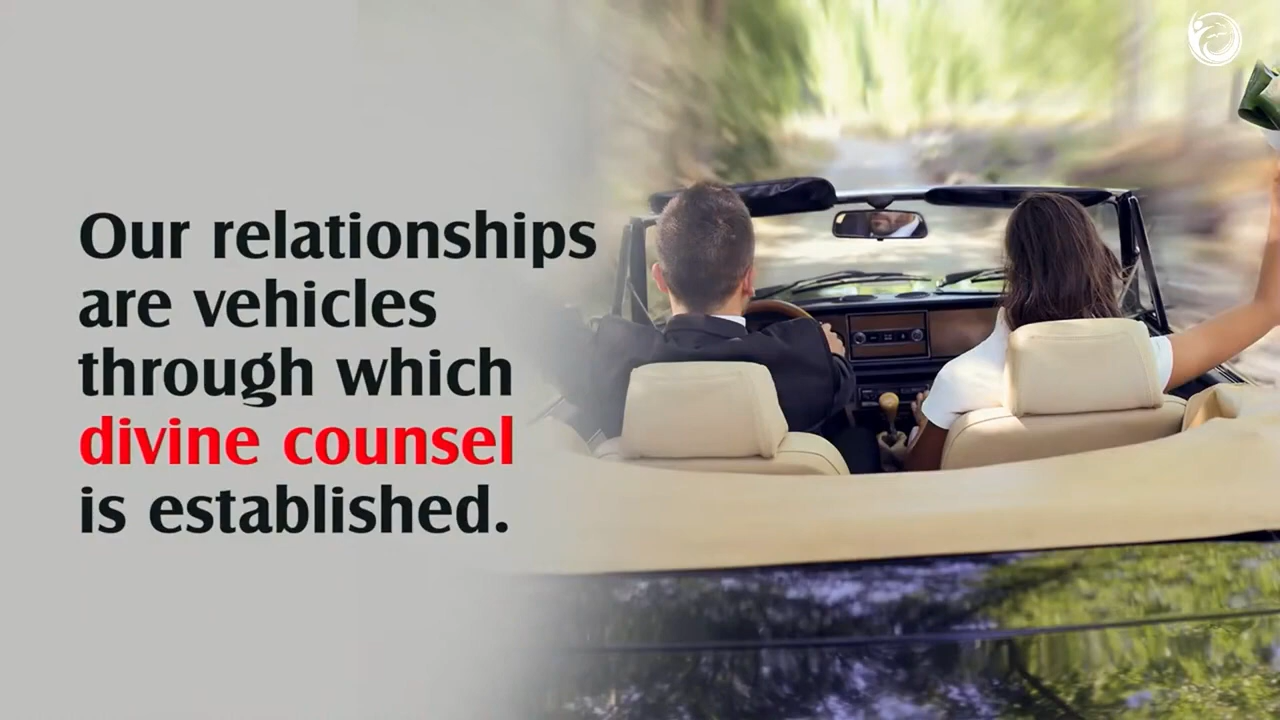 Our relationships
are vehicles
through which
divine counsel
is established.